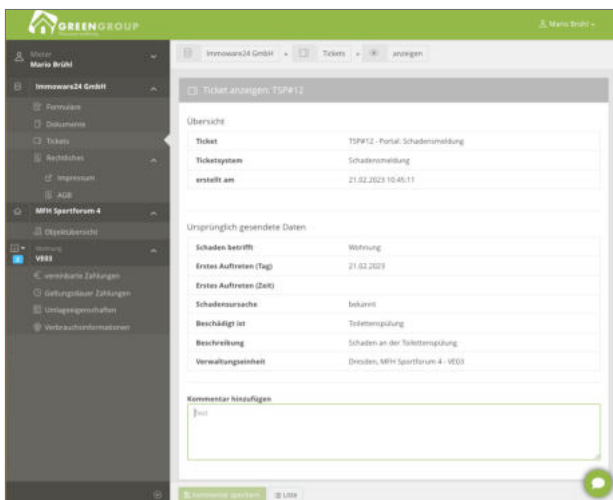 GREENGROUP
Mario Brühl
Mieter
Mario Brühl
Immoware24 GmbH
Formulare
Dokumente
Tickets
Rechtliches
Impressum
AGB
MFH Sportforum 4
Objektübersicht
Wohnung
VE03
vereinbarte Zahlungen
Geltungsdauer Zahlungen
Umlageeigenschaften
Verbrauchsinformationen
Immoware24 GmbH Tickets anzeigen
Ticket anzeigen: TSP#12
Übersicht
Ticket TSP#12 - Portal: Schadensmeldung
Ticketsystem Schadensmeldung
erstellt am 21.02.2023 10:45:11
Ursprünglich gesendete Daten
Schaden betrifft Wohnung
Erstes Auftreten (Tag) 21.02.2023
Erstes Auftreten (Zeit)
Schadensursache bekannt
Beschädigt ist Toilettenspülung
Beschreibung Schaden an der Toilettenspülung
Verwaltungseinheit Dresden, MFH Sportforum 4 - VE03
Kommentar hinzufügen
Text
Kommentar speichern Liste